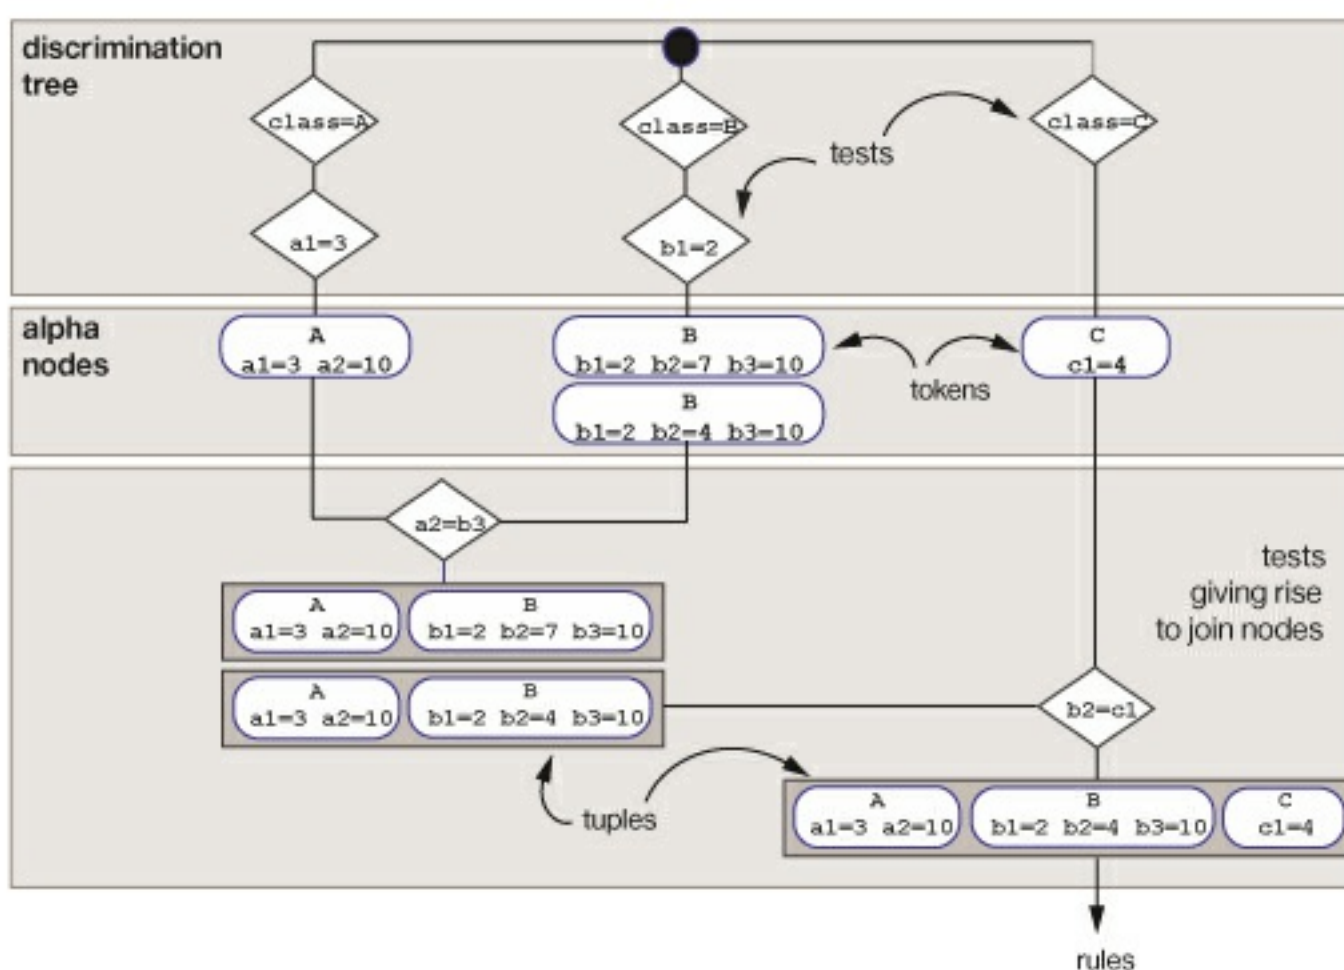 discrimination
tree
class=A
class=B
class=C
tests
a1=3
b1=2
alpha
nodes
A
a1=3 a2=10
B
b1=2 b2=7 b3=10
C
c1=4
tokens
B
b1=2 b2=4 b3=10
a2=b3
tests
giving rise
to join nodes
A
a1=3 a2=10
B
b1=2 b2=7 b3=10
A
a1=3 a2=10
B
b1=2 b2=4 b3=10
b2=c1
tuples
A
a1=3 a2=10
B
b1=2 b2=4 b3=10
C
c1=4
rules